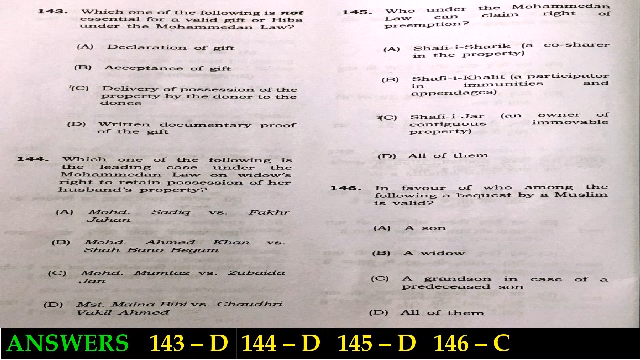 143. Which one of the following is not
essential for a valid gift or Hiba
under the Mohammedan Law?
(A) Declaration of gift
(B) Acceptance of gift
(C) Delivery of possession of the
property by the donor to the
donee
(D) Written documentary proof
of the gift
144. Which one of the following is
the leading case under the
Mohammedan Law on widow's
right to retain possession of her
husband's property?
(A) Mohd. Sadiq vs. Fakhr
Jahan
(B) Mohd Ahmed Khan vs.
Shah Bano Begum
(C) Mohd. Mumtaz vs. Zubaida
Jan
(D) Mst. Maina Bibi vs. Chaudhri
Vakil Ahmed
145. Who under the Mohammedan
Law can claim right of
preemption?
(A) Shafi-i-Sharik (a co-sharer
in the property)
(B) Shafi-i-Khalit (a participator
in immunities and
appendages)
(C) Shafi-i-Jar (an owner of
contiguous immovable
property)
(D) All of them
146. In favour of who among the
following a bequest by a Muslim
is valid?
(A) A son
(B) A widow
(C) A grandson in case of a
predeceased son
(D) All of them
ANSWERS 143 – D 144 – D 145 – D 146 – C